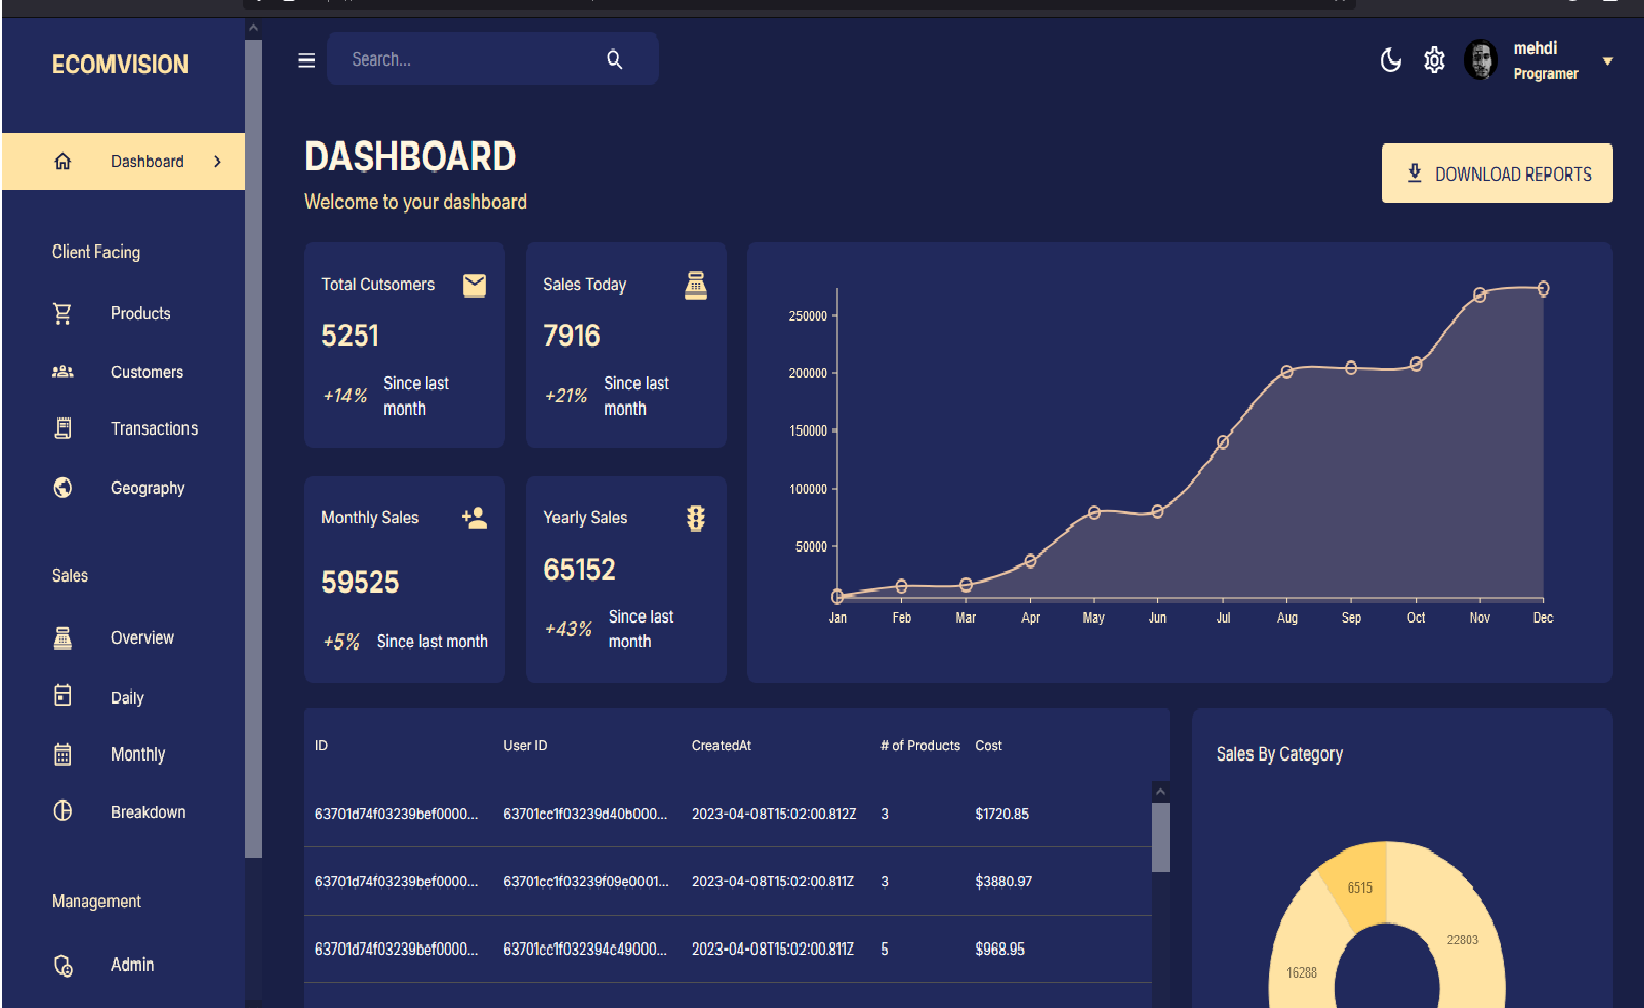 ECOMVISION
Search...
mehdi
Programer
Dashboard
DASHBOARD
Welcome to your dashboard
DOWNLOAD REPORTS
Client Facing
Products
Customers
Transactions
Geography
Sales
Overview
Daily
Monthly
Breakdown
Management
Admin
Total Cutsomers
5251
+14% Since last
month
Sales Today
7916
+21% Since last
month
Monthly Sales
59525
+5% Since last month
Yearly Sales
65152
+43% Since last
month
250000
200000
150000
100000
50000
Jan Feb Mar Apr May Jun Jul Aug Sep Oct Nov Dec
ID User ID CreatedAt # of Products Cost
63701d74f03239bef0000... 63701cc1f03239d40b000... 2023-04-08T15:02:00.812Z 3 $1720.85
63701d74f03239bef0000... 63701cc1f03239f09e0001... 2023-04-08T15:02:00.811Z 3 $3880.97
63701d74f03239bef0000... 63701cc1f032394c49000... 2023-04-08T15:02:00.811Z 5 $968.95
Sales By Category
6515
22803
16288